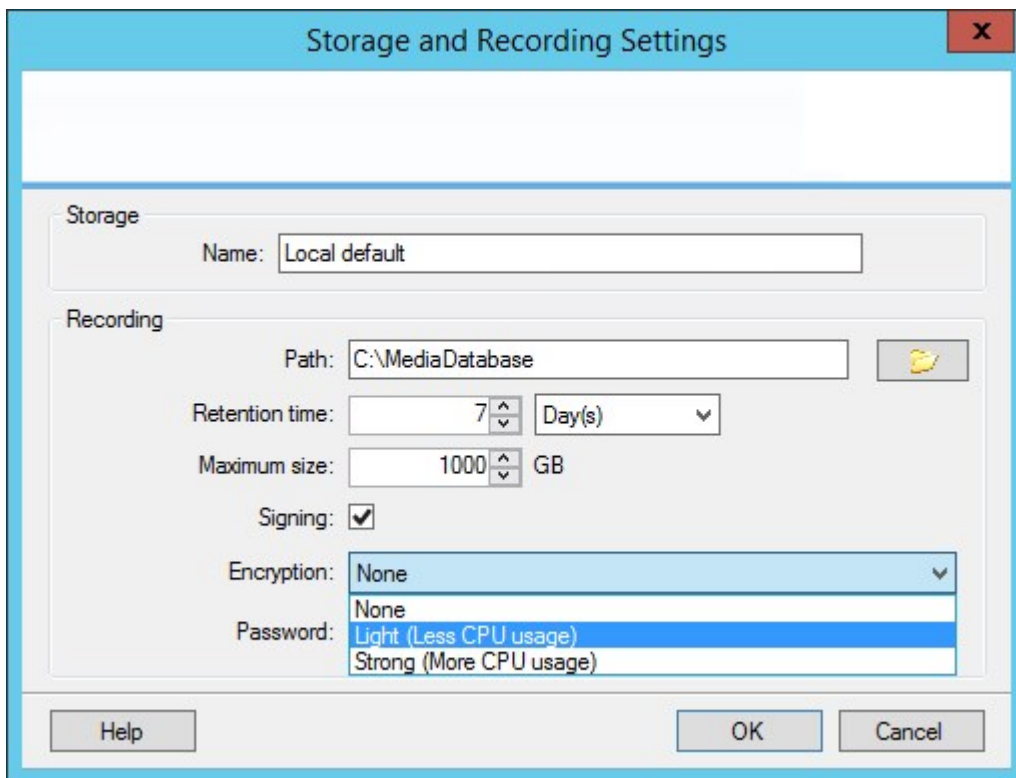 Storage and Recording Settings
x
Storage
Name: Local default
Recording
Path: C:\MediaDatabase
Retention time: 7 Day(s)
Maximum size: 1000 GB
Signing:
Encryption: None
None
Password: Light (Less CPU usage)
Strong (More CPU usage)
Help OK Cancel